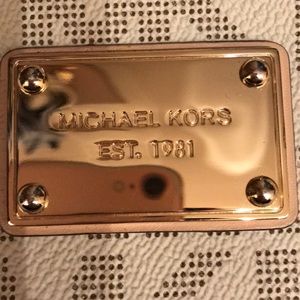 MICHAEL KORS
EST. 1981